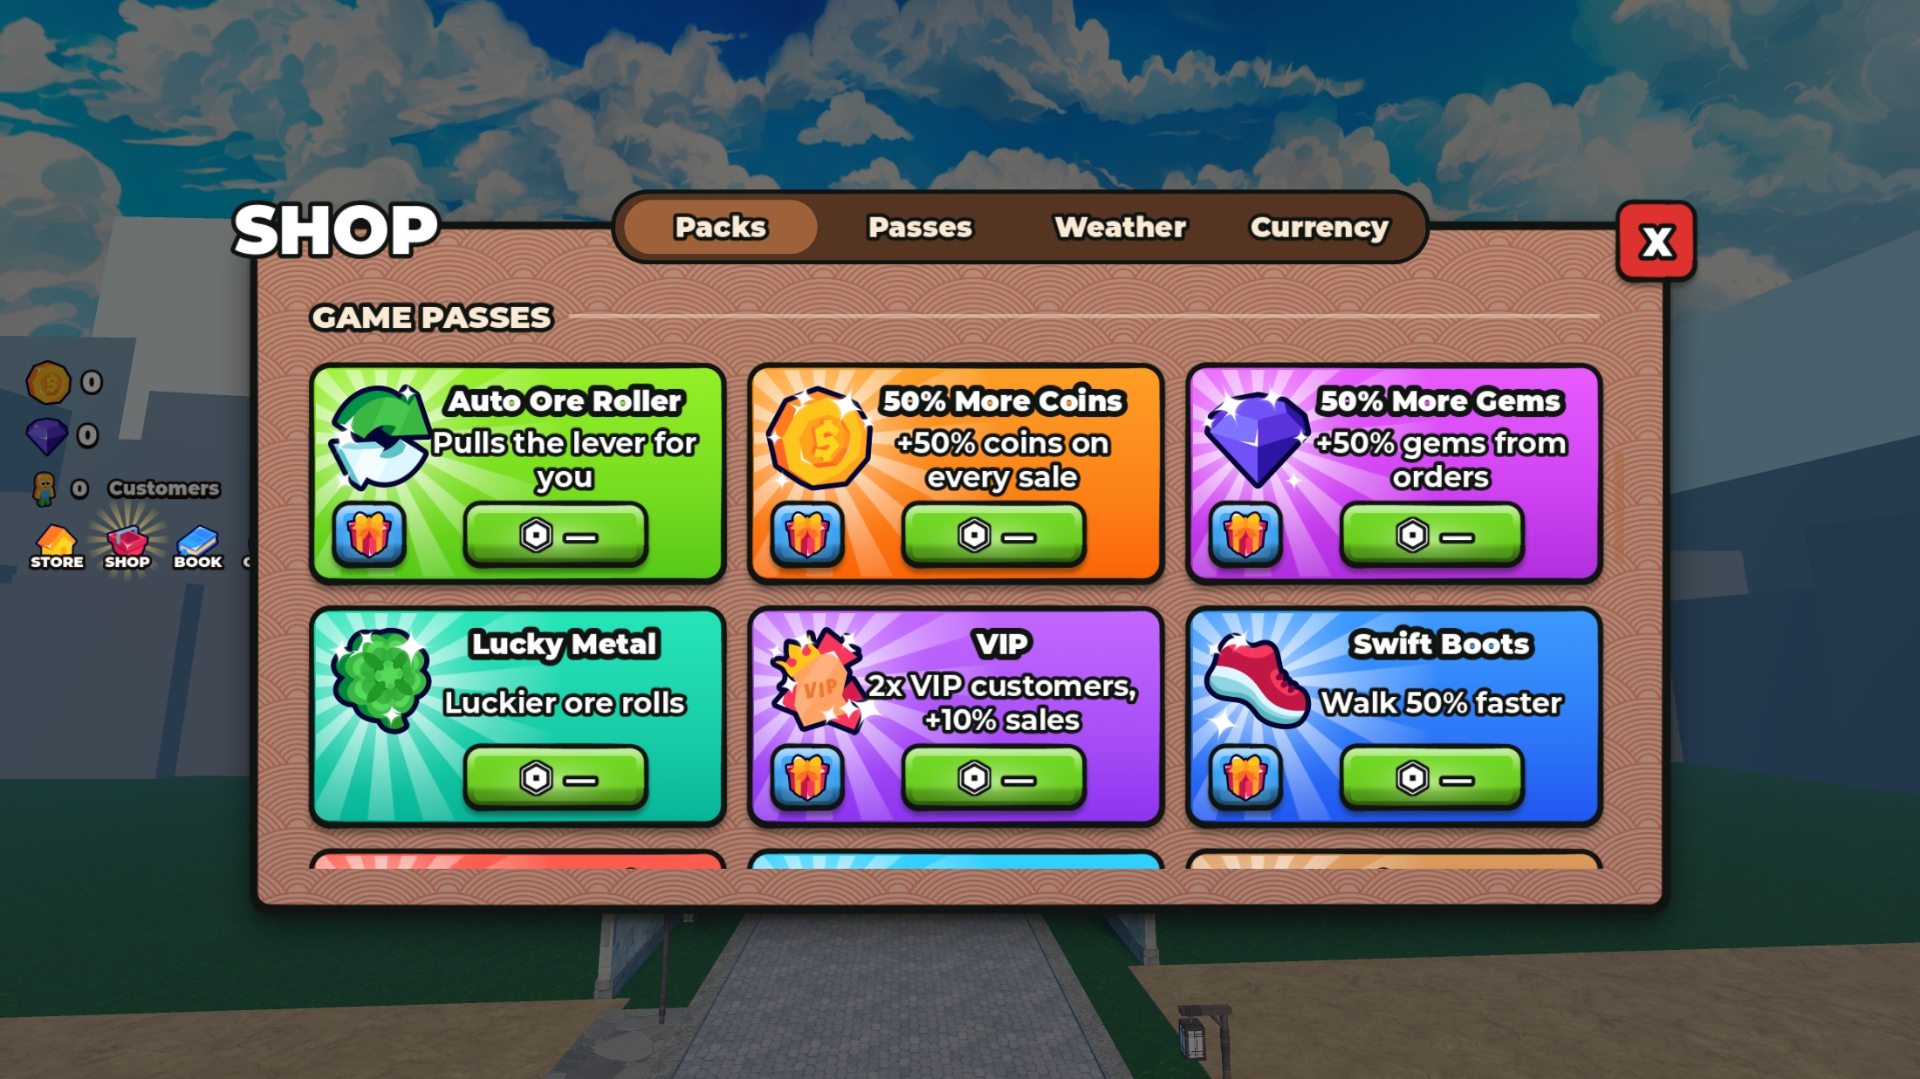 SHOP
Packs
Passes
Weather
Currency
X
GAME PASSES
0
0
0 Customers
STORE
SHOP
BOOK
Auto Ore Roller
Pulls the lever for
you
—
50% More Coins
+50% coins on
every sale
—
50% More Gems
+50% gems from
orders
—
Lucky Metal
Luckier ore rolls
—
VIP
VIP
2x VIP customers,
+10% sales
—
Swift Boots
Walk 50% faster
—